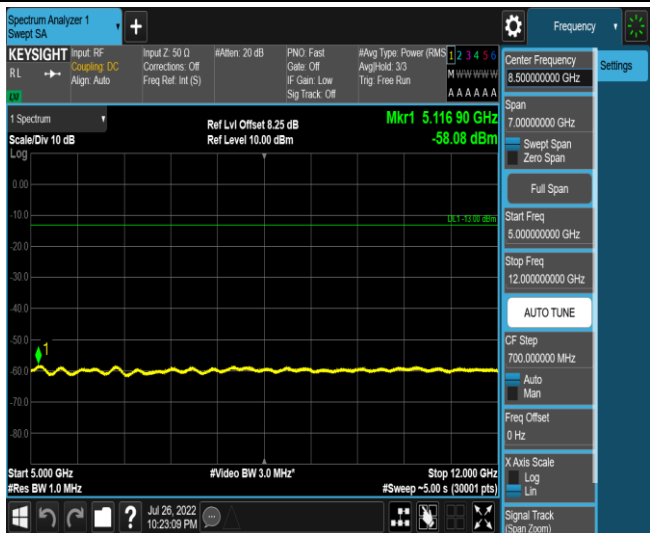 Spectrum Analyzer 1
Swept SA
Frequency
KEYSIGHT
RL
Input: RF
Coupling: DC
Align: Auto
Input Z: 50 Ω
Corrections: Off
Freq Ref: Int (S)
#Atten: 20 dB
PNO: Fast
Gate: Off
IF Gain: Low
Sig Track: Off
#Avg Type: Power (RMS
Avg|Hold: 3/3
Trig: Free Run
1 2 3 4 5 6
M W W W W W
A A A A A A
LXI
1 Spectrum
Scale/Div 10 dB
Log
Ref Lvl Offset 8.25 dB
Ref Level 10.00 dBm
Mkr1 5.116 90 GHz
-58.08 dBm
0.00
-10.0
-20.0
-30.0
-40.0
-50.0
-60.0
-70.0
-80.0
DL1 -13.00 dBm
1
Start 5.000 GHz
#Res BW 1.0 MHz
#Video BW 3.0 MHz*
Stop 12.000 GHz
#Sweep ~5.00 s (30001 pts)
Center Frequency
8.500000000 GHz
Settings
Span
7.00000000 GHz
Swept Span
Zero Span
Full Span
Start Freq
5.000000000 GHz
Stop Freq
12.000000000 GHz
AUTO TUNE
CF Step
700.000000 MHz
Auto
Man
Freq Offset
0 Hz
X Axis Scale
Log
Lin
Signal Track
(Span Zoom)
?
Jul 26, 2022
10:23:09 PM